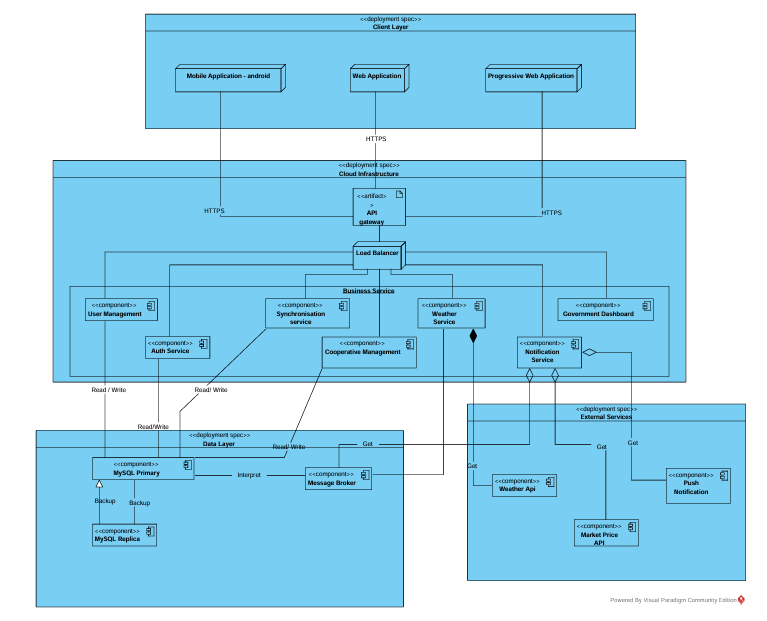 <<deployment spec>>
Client Layer
Mobile Application - android
Web Application
Progressive Web Application
HTTPS
<<deployment spec>>
Cloud Infrastructure
<<artifact>
>
API
gateway
HTTPS
HTTPS
Load Balancer
Business Service
<<component>>
User Management
<<component>>
Synchronisation
service
<<component>>
Weather
Service
<<component>>
Government Dashboard
<<component>>
Auth Service
<<component>>
Cooperative Management
<<component>>
Notification
Service
Read / Write
Read/ Write
<<deployment spec>>
External Services
Read/Write
<<deployment spec>>
Data Layer
Read/ Write
Get
Get
Get
<<component>>
MySQL Primary
Interpret
<<component>>
Message Broker
Get
<<component>>
Weather Api
<<component>>
Push
Notification
Backup
Backup
<<component>>
MySQL Replica
<<component>>
Market Price
API
Powered By Visual Paradigm Community Edition